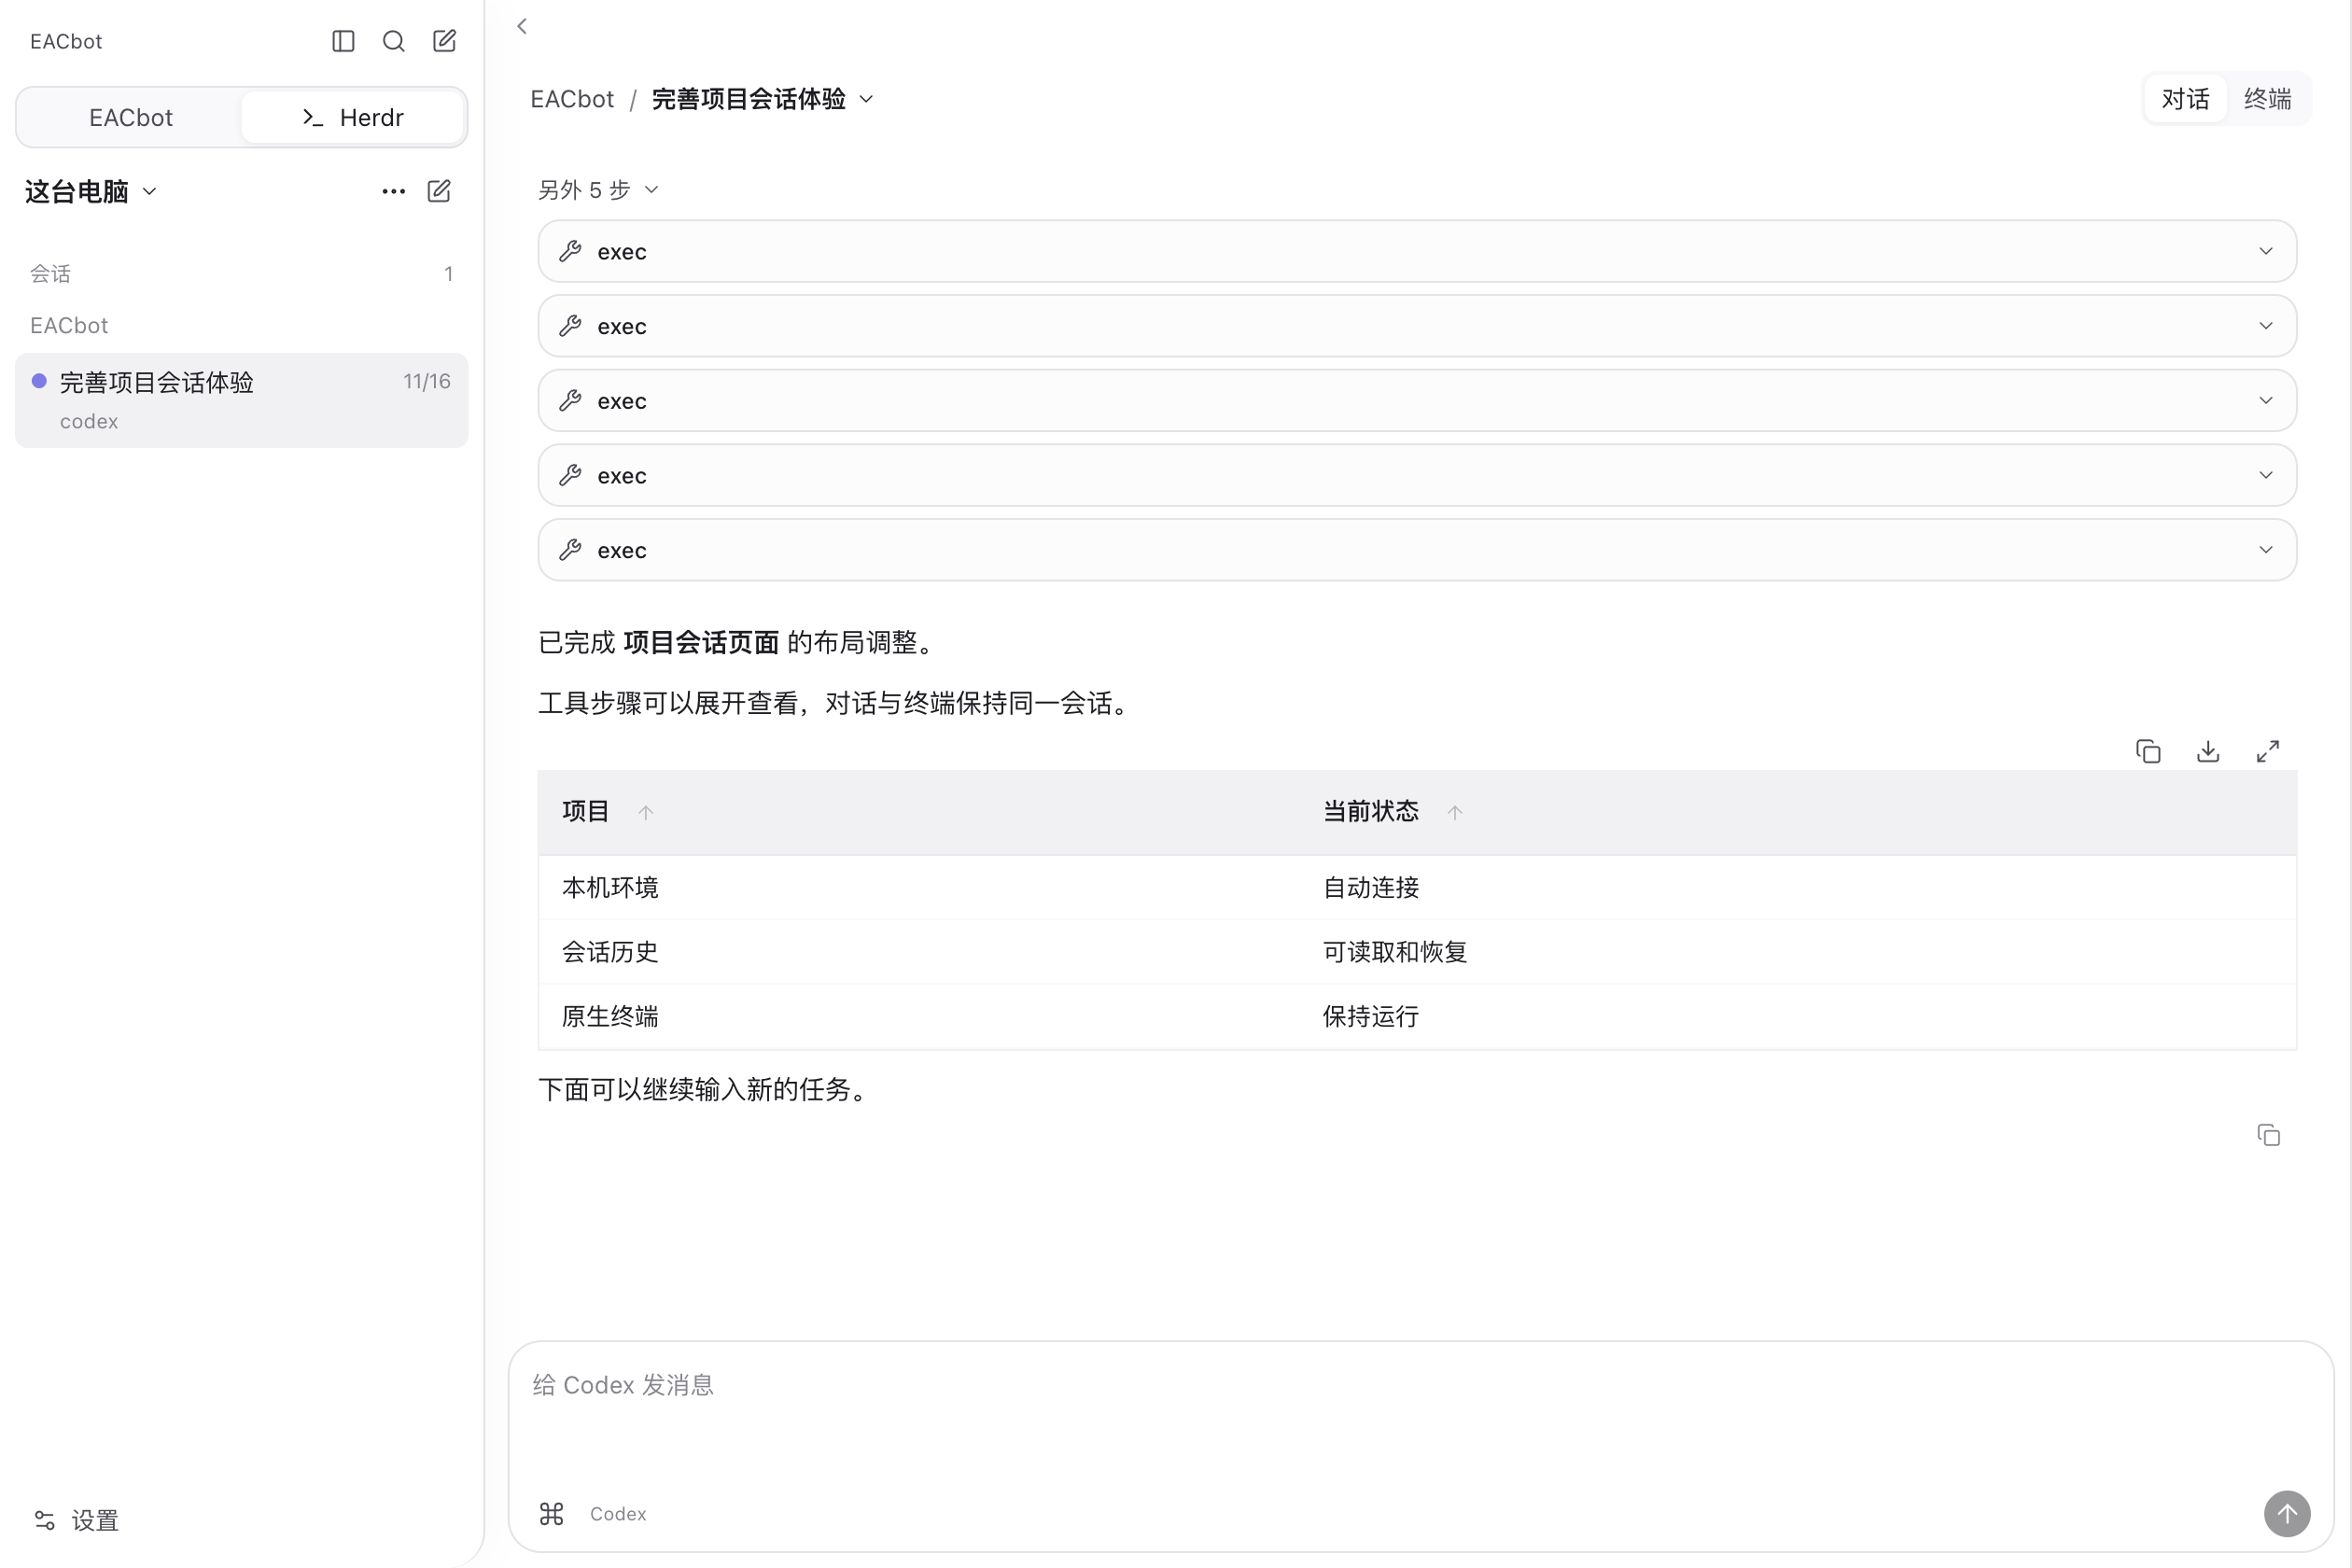 EACbot
EACbot
Herdr
这台电脑
会话 1
EACbot
完善项目会话体验 11/16
codex
设置
EACbot / 完善项目会话体验
对话 终端
另外 5 步
exec
exec
exec
exec
exec
已完成 项目会话页面 的布局调整。
工具步骤可以展开查看，对话与终端保持同一会话。
项目 当前状态
本机环境 自动连接
会话历史 可读取和恢复
原生终端 保持运行
下面可以继续输入新的任务。
给 Codex 发消息
Codex